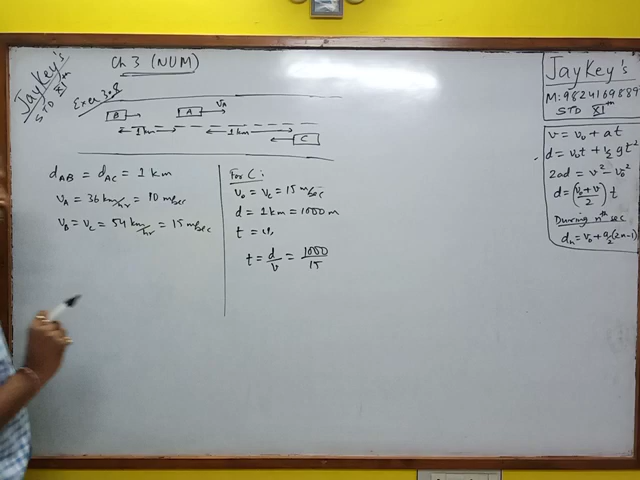 JayKey's
STD XIth
Ch 3 (NUM)
Exer 3.8
B A vA
1 km 1 km
C
dAB = dAC = 1 km
vA = 36 km/hr = 10 m/sec
vB = vC = 54 km/hr = 15 m/sec
For C:
v₀ = vC = 15 m/sec
d = 1 km = 1000 m
t =
t = d/v = 1000/15
JayKey's
M: 9824169889
STD XIth
v = v₀ + at
d = v₀t + ½ gt²
2ad = v² - v₀²
d = (v₀ + v / 2) t
During nth sec
dn = v₀ + a/2 (2n-1)